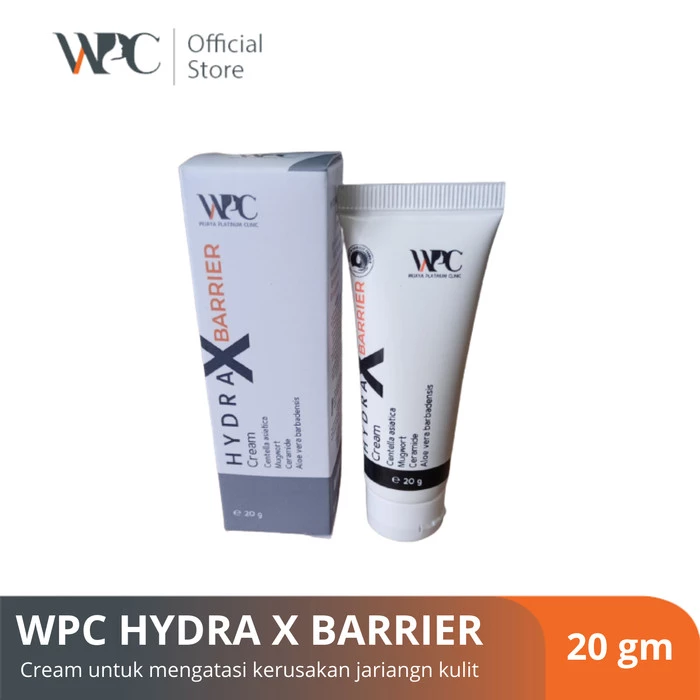 WPC
Official
Store
WPC
WIJAYA PLATINUM CLINIC
HYDRA X BARRIER
Cream
Centella asiatica
Mugwort
Ceramide
Aloe vera barbadensis
℮ 20 g
WPC
WIJAYA PLATINUM CLINIC
HYDRA X BARRIER
Cream
Centella asiatica
Mugwort
Ceramide
Aloe vera barbadensis
℮ 20 g
WPC HYDRA X BARRIER
Cream untuk mengatasi kerusakan jariangn kulit
20 gm